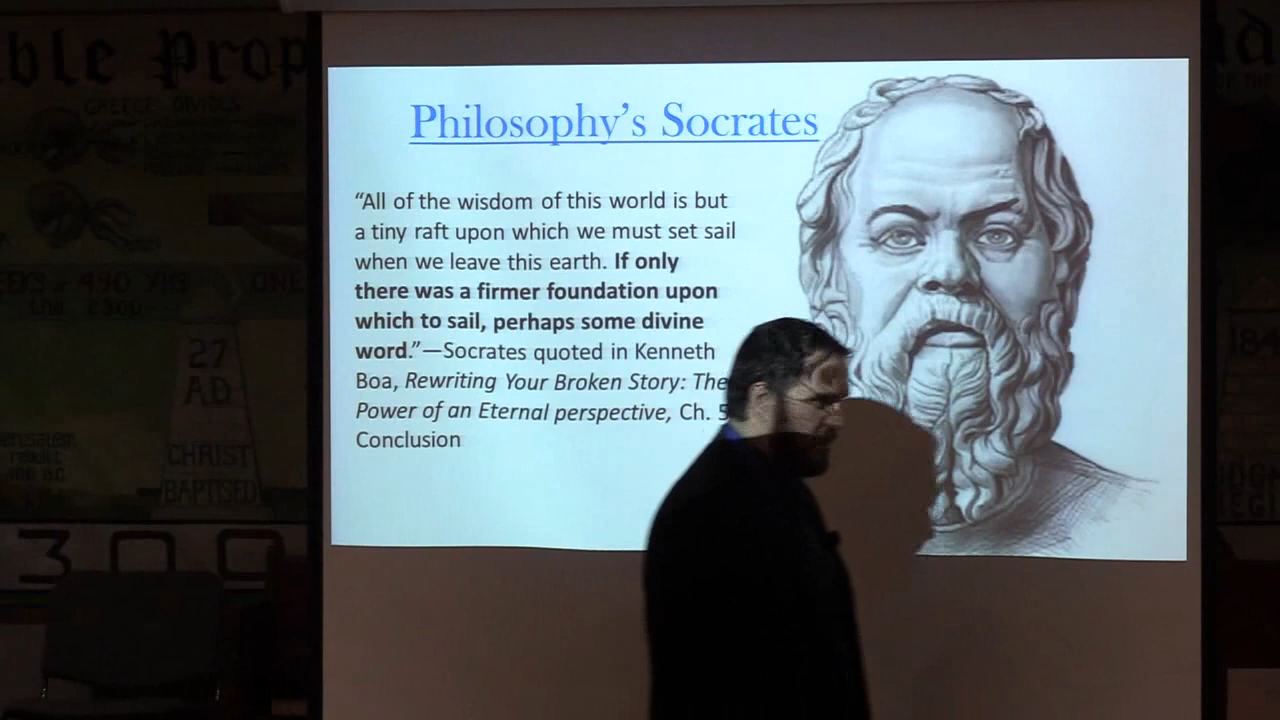 Philosophy's Socrates
“All of the wisdom of this world is but
a tiny raft upon which we must set sail
when we leave this earth. If only
there was a firmer foundation upon
which to sail, perhaps some divine
word.”—Socrates quoted in Kenneth
Boa, Rewriting Your Broken Story: The
Power of an Eternal perspective, Ch. 5
Conclusion
ble Prop
GREECE DIVIDES
490 YRS
ONE
27
A.D
CHRIST
BAPTISED
300